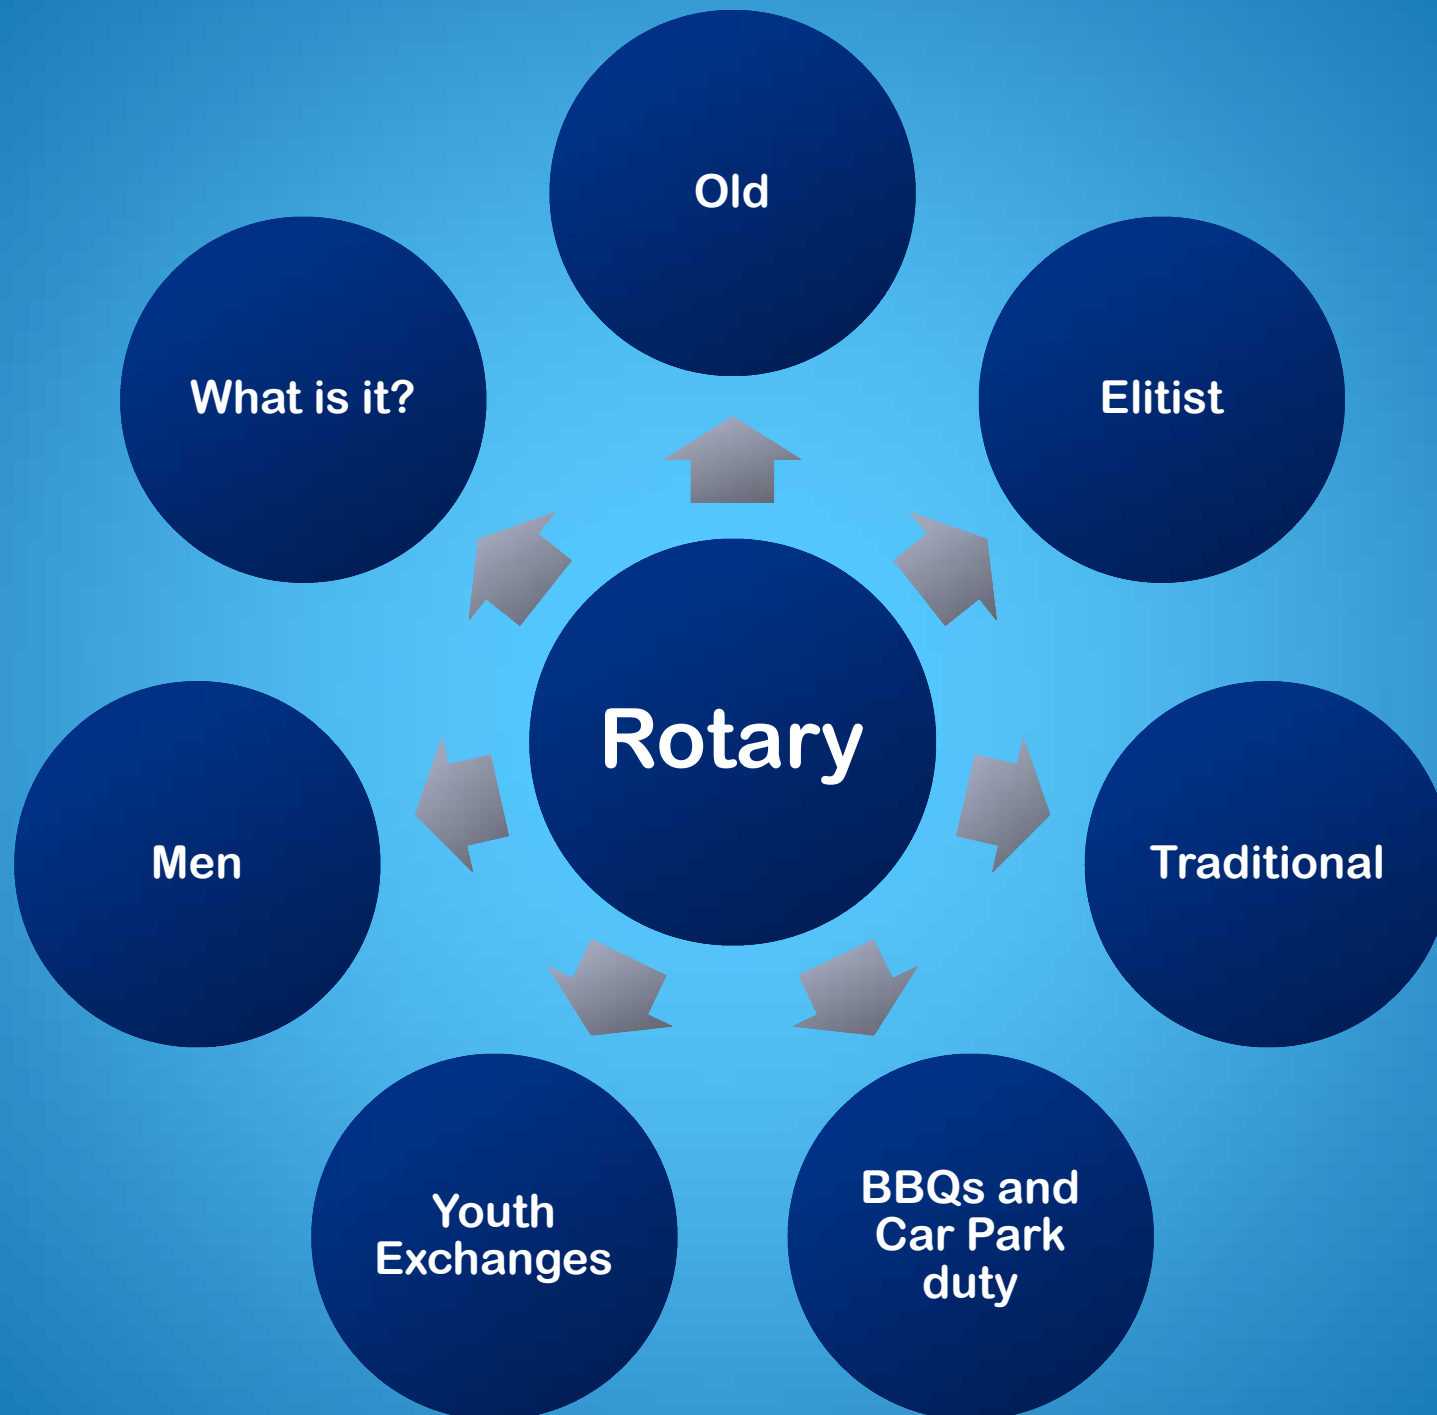 Old
What is it?
Elitist
Rotary
Men
Traditional
Youth
Exchanges
BBQs and
Car Park
duty